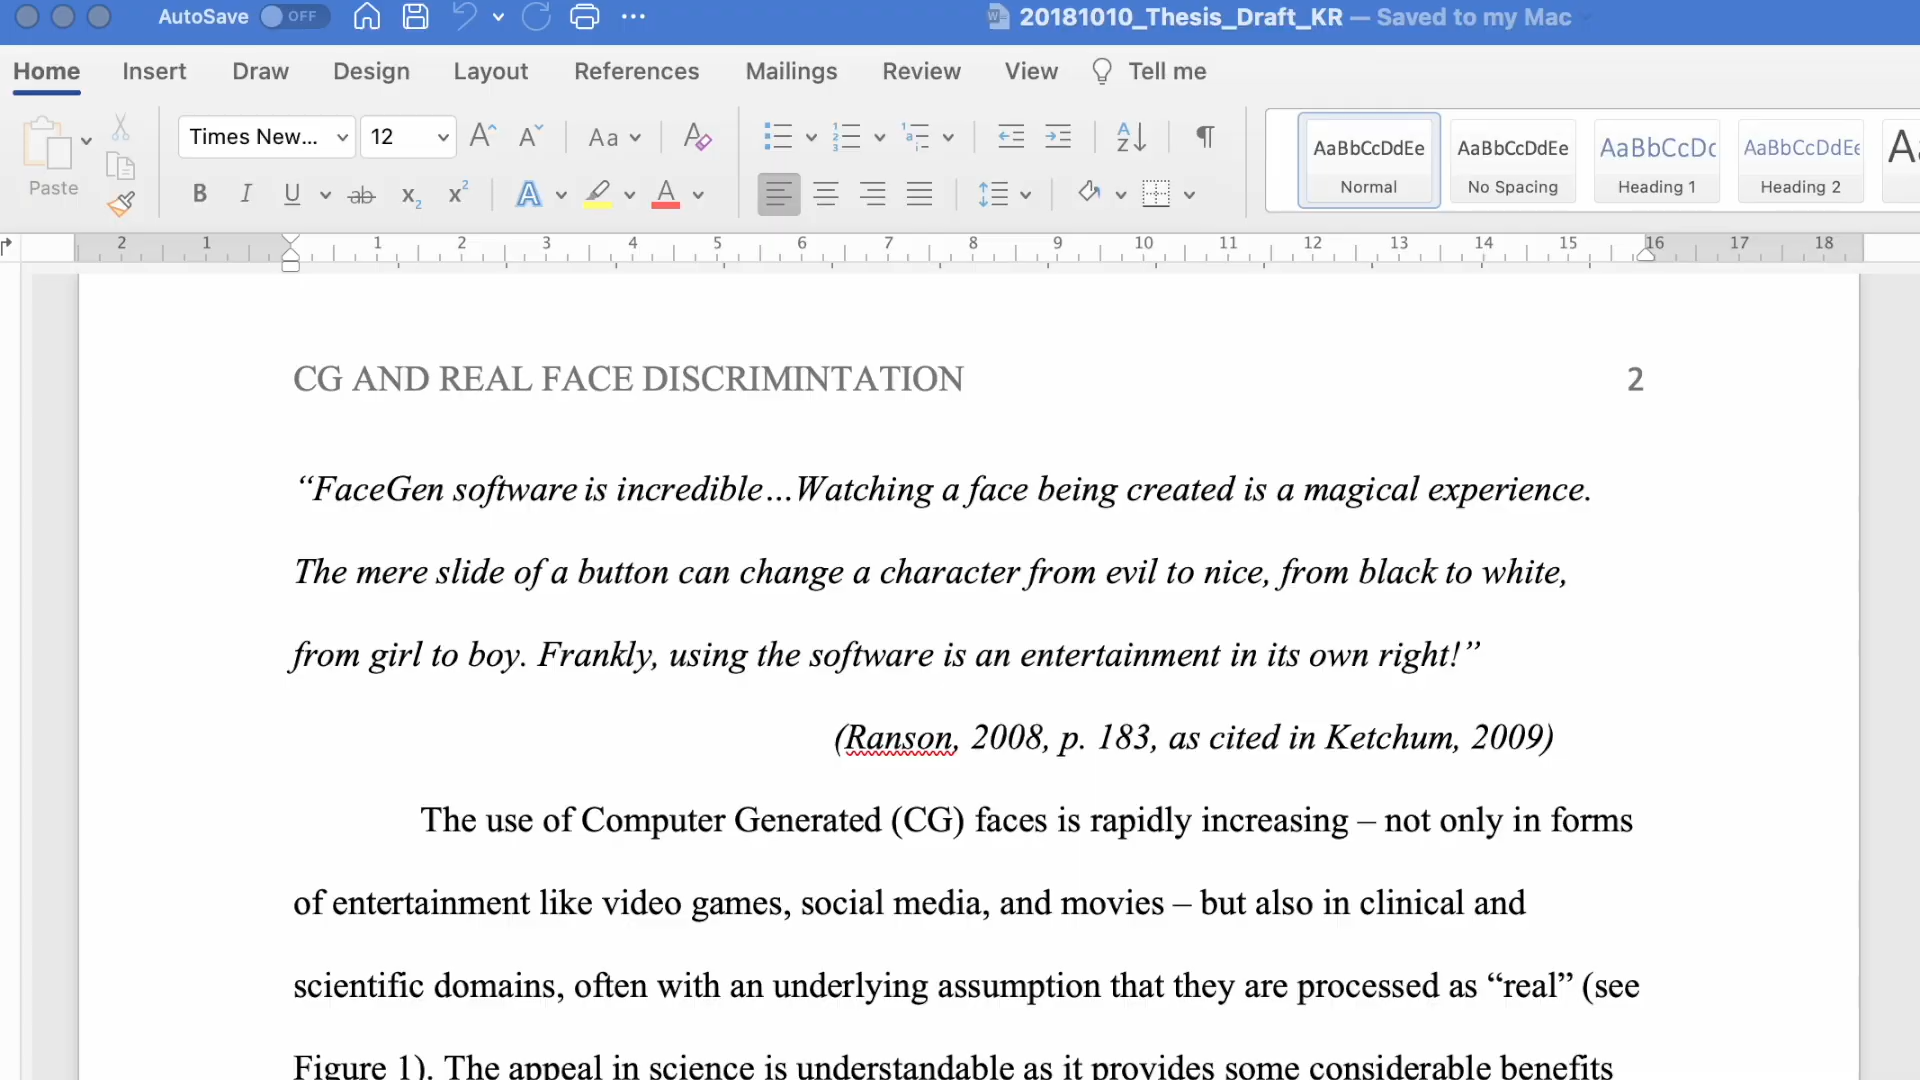 AutoSave OFF
20181010_Thesis_Draft_KR — Saved to my Mac
Home Insert Draw Design Layout References Mailings Review View Tell me
Paste
Times New... 12
AaBbCcDdEe AaBbCcDdEe AaBbCcDc AaBbCcDdEe
Normal No Spacing Heading 1 Heading 2
2 1 1 2 3 4 5 6 7 8 9 10 11 12 13 14 15 16 17 18
CG AND REAL FACE DISCRIMINTATION 2
“FaceGen software is incredible…Watching a face being created is a magical experience.
The mere slide of a button can change a character from evil to nice, from black to white,
from girl to boy. Frankly, using the software is an entertainment in its own right!”
(Ranson, 2008, p. 183, as cited in Ketchum, 2009)
The use of Computer Generated (CG) faces is rapidly increasing – not only in forms
of entertainment like video games, social media, and movies – but also in clinical and
scientific domains, often with an underlying assumption that they are processed as “real” (see
Figure 1). The appeal in science is understandable as it provides some considerable benefits